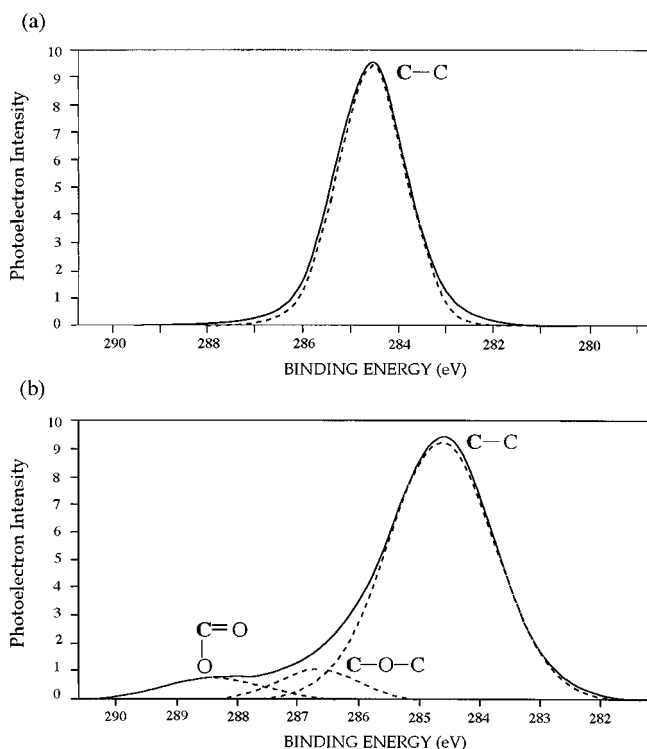 (a)
Photoelectron Intensity
10
9
8
7
6
5
4
3
2
1
0
C—C
290 288 286 284 282 280
BINDING ENERGY (eV)
(b)
Photoelectron Intensity
10
9
8
7
6
5
4
3
2
1
0
C—C
C=O
O
C—O—C
290 289 288 287 286 285 284 283 282
BINDING ENERGY (eV)